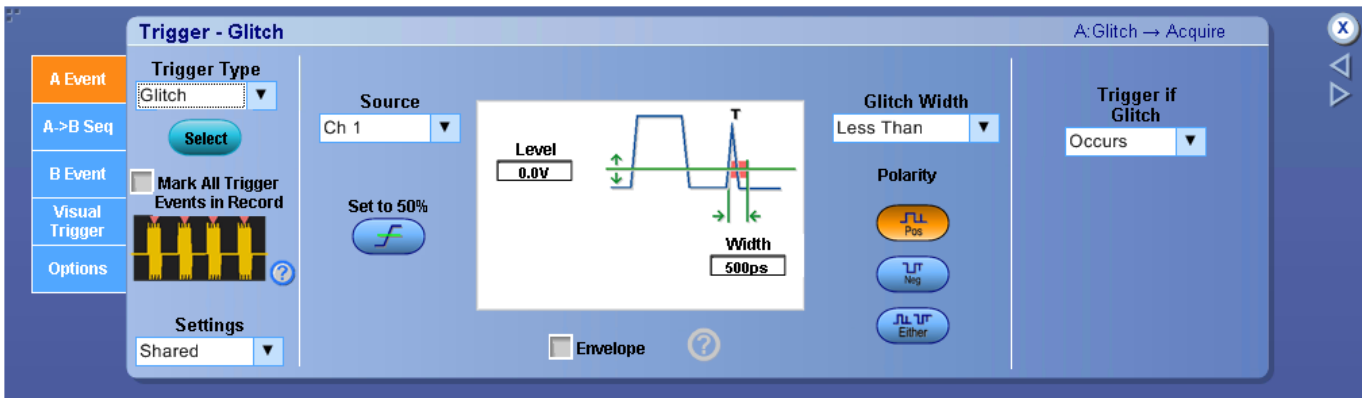 Trigger - Glitch
A:Glitch → Acquire
X
A Event
A->B Seq
B Event
Visual
Trigger
Options
Trigger Type
Glitch
Select
Mark All Trigger
Events in Record
?
Settings
Shared
Source
Ch 1
Set to 50%
Level
0.0V
T
Width
500ps
Envelope
?
Glitch Width
Less Than
Polarity
Pos
Neg
Either
Trigger if
Glitch
Occurs